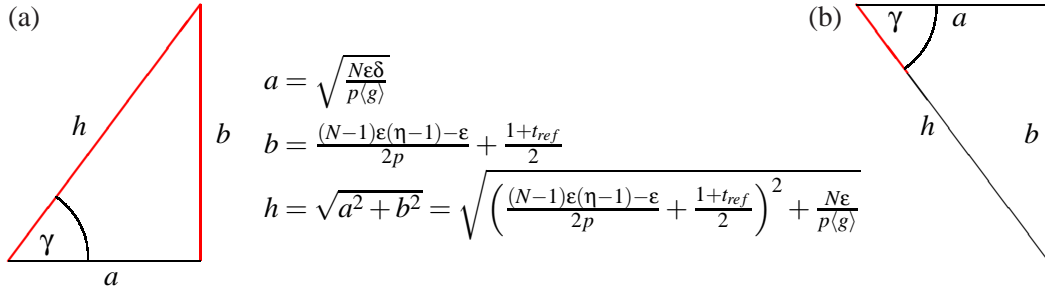 (a)
(b)
γ
a
a = √(Nεδ / p⟨g⟩)
h
b
b = ((N−1)ε(η−1)−ε) / 2p + (1+t_ref) / 2
h
b
h = √(a² + b²) = √((((N−1)ε(η−1)−ε) / 2p + (1+t_ref) / 2)² + Nε / p⟨g⟩)
γ
a